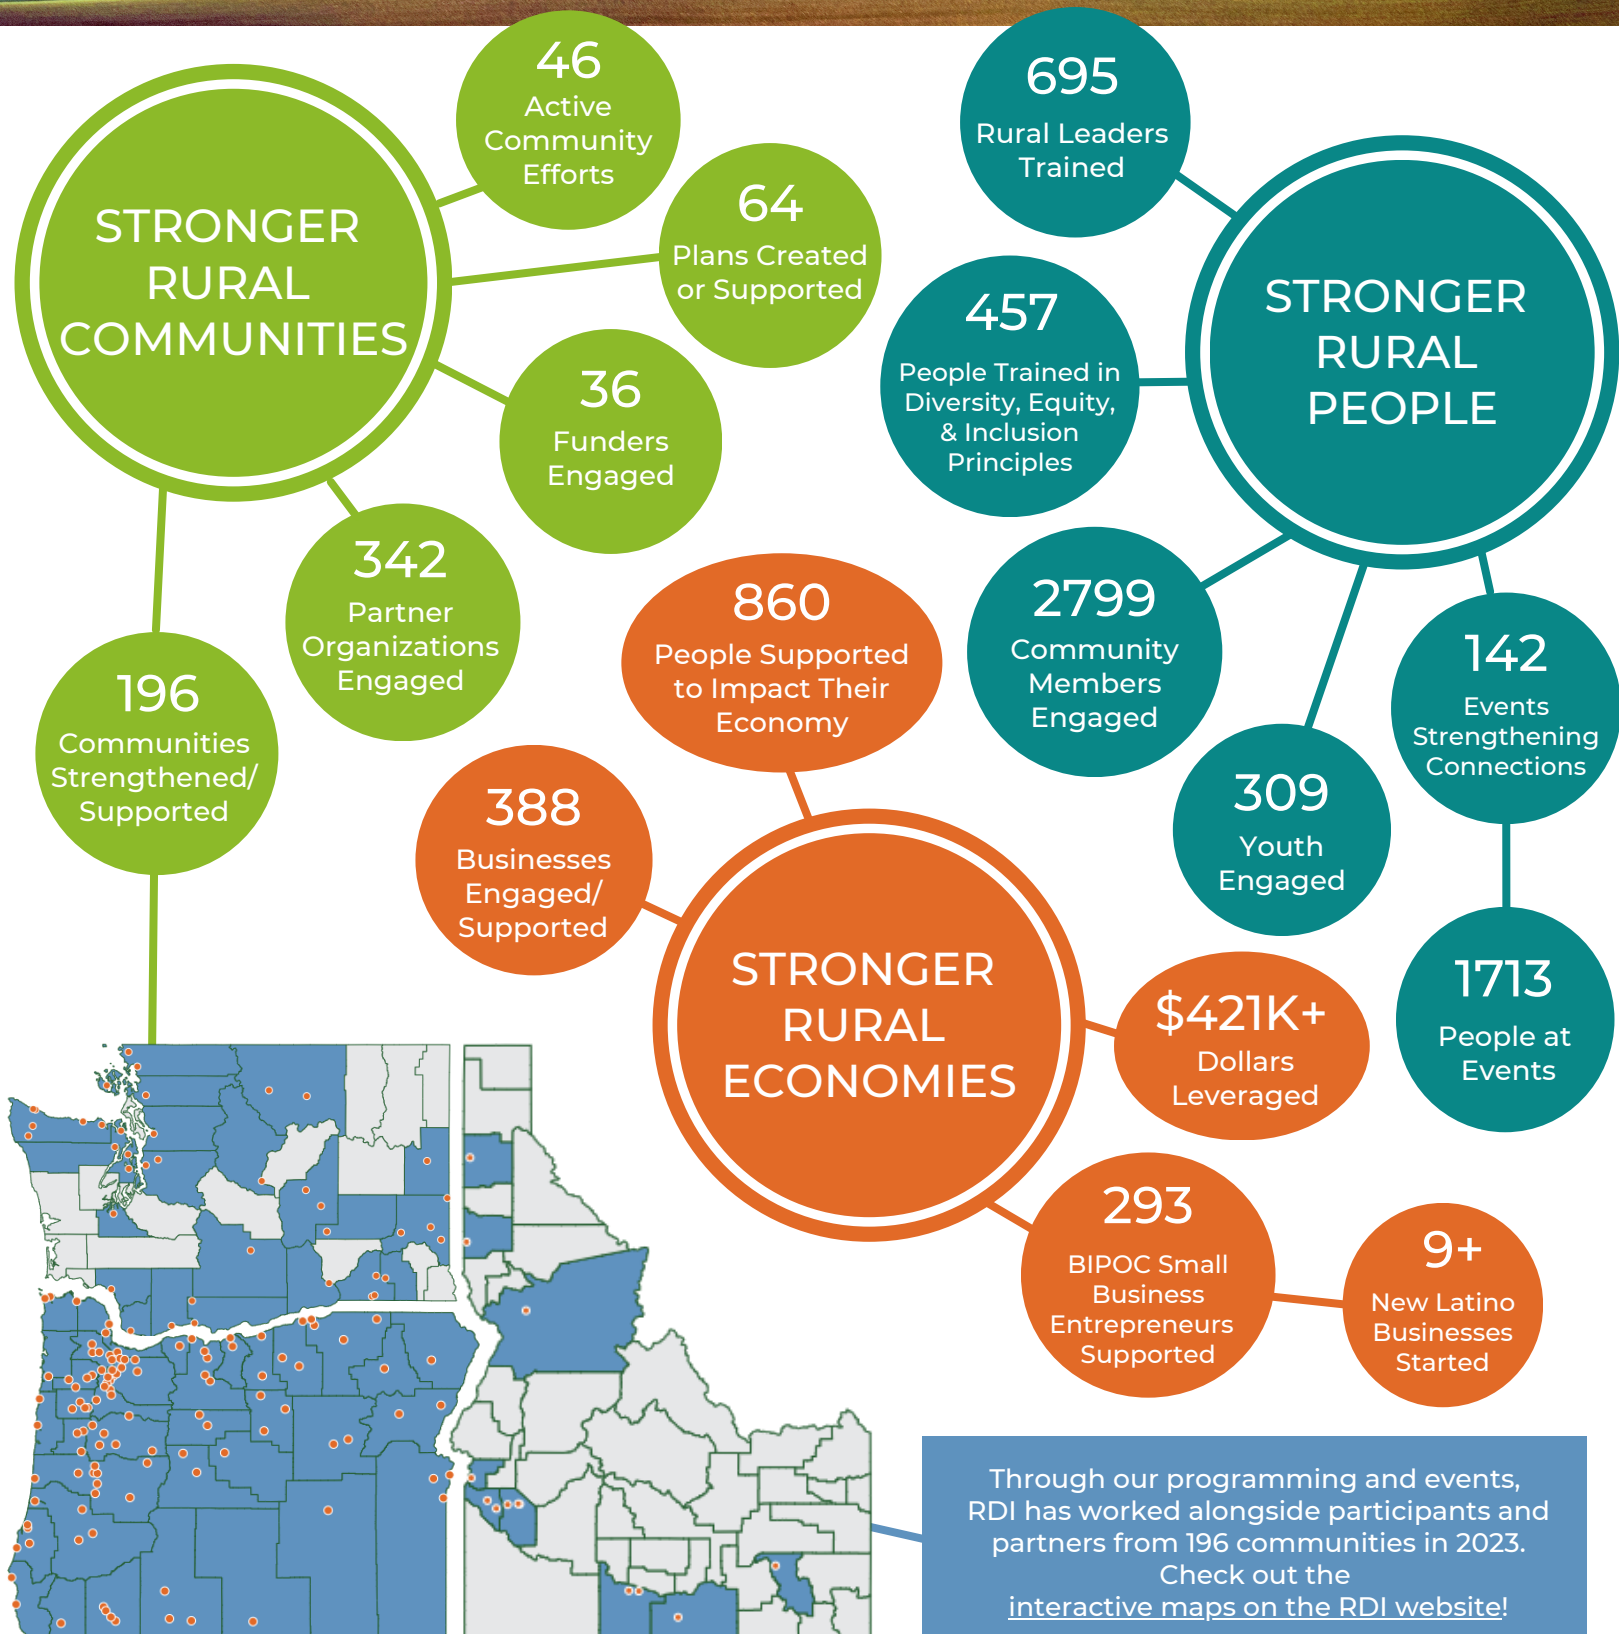 STRONGER
RURAL
COMMUNITIES
46
Active
Community
Efforts
64
Plans Created
or Supported
36
Funders
Engaged
342
Partner
Organizations
Engaged
196
Communities
Strengthened/
Supported
STRONGER
RURAL
PEOPLE
695
Rural Leaders
Trained
457
People Trained in
Diversity, Equity,
& Inclusion
Principles
2799
Community
Members
Engaged
309
Youth
Engaged
142
Events
Strengthening
Connections
1713
People at
Events
STRONGER
RURAL
ECONOMIES
860
People Supported
to Impact Their
Economy
388
Businesses
Engaged/
Supported
$421K+
Dollars
Leveraged
293
BIPOC Small
Business
Entrepreneurs
Supported
9+
New Latino
Businesses
Started
Through our programming and events,
RDI has worked alongside participants and
partners from 196 communities in 2023.
Check out the
interactive maps on the RDI website!